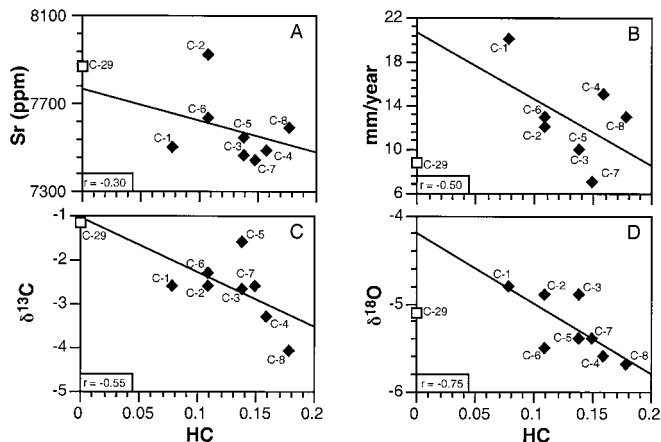 8100
7700
7300
Sr (ppm)
A
C-29
C-2
C-6
C-1
C-5
C-8
C-3
C-4
C-7
r = -0.30
22
18
14
10
6
mm/year
B
C-1
C-4
C-6
C-2
C-8
C-5
C-3
C-29
C-7
r = -0.50
-1
-2
-3
-4
-5
δ13C
C
C-29
C-5
C-6
C-7
C-1
C-2
C-3
C-4
C-8
r = -0.55
0
0.05
0.1
0.15
0.2
HC
-4
-5
-6
δ18O
D
C-1
C-2
C-3
C-29
C-5
C-7
C-6
C-4
C-8
r = -0.75
0
0.05
0.1
0.15
0.2
HC